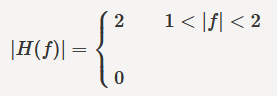 |H(f)| = { 2 1 < |f| < 2
0